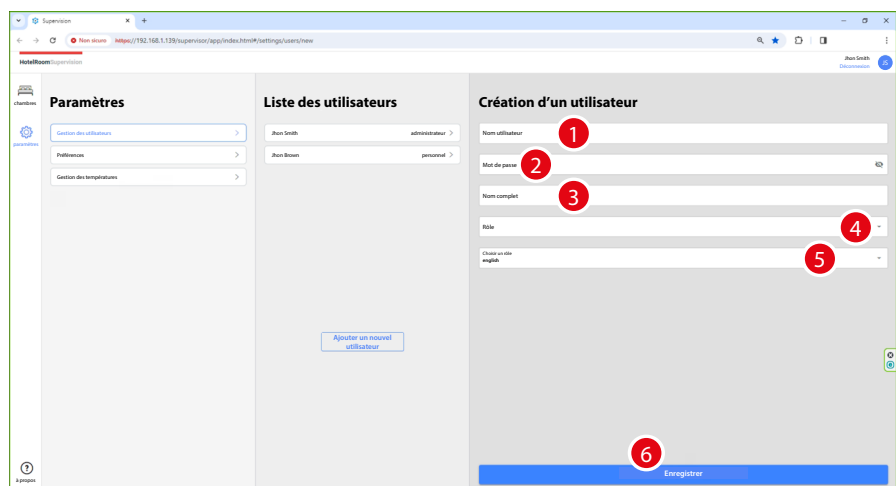 Supervision
Non sicuro https://192.168.1.139/supervisor/app/index.html#/settings/users/new
HotelRoom Supervision
Jhon Smith
Déconnexion
JS
chambres
paramètres
à propos
Paramètres
Gestion des utilisateurs
Préférences
Gestion des températures
Liste des utilisateurs
Jhon Smith administrateur
Jhon Brown personnel
Ajouter un nouvel
utilisateur
Création d’un utilisateur
Nom utilisateur 1
Mot de passe 2
Nom complet 3
Rôle 4
Choisir un rôle
english 5
6
Enregistrer